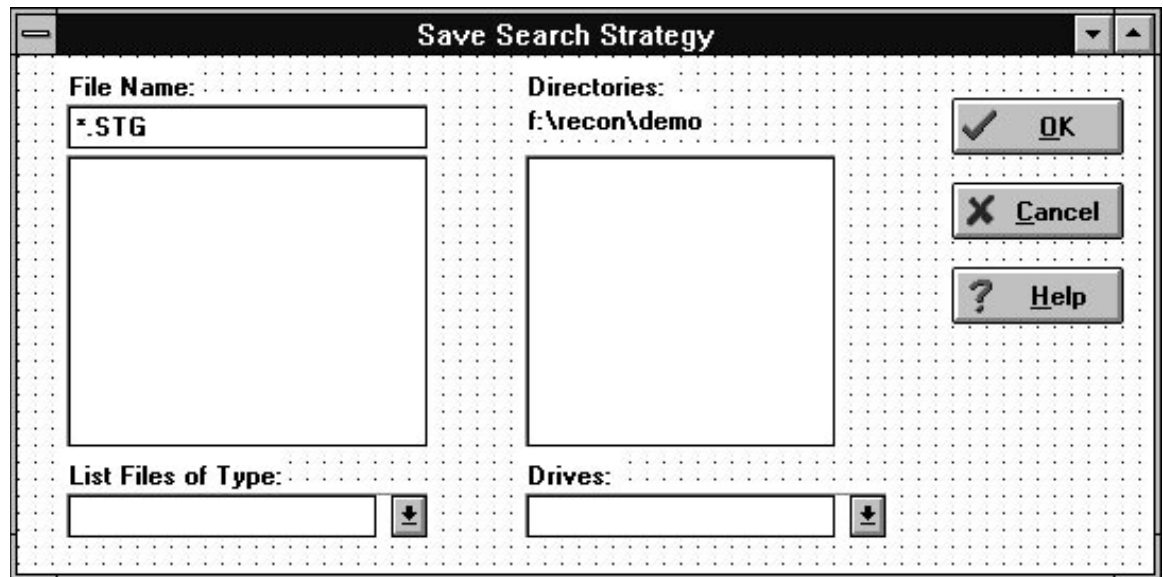 Save Search Strategy
File Name:
*.STG
Directories:
f:\recon\demo
OK
Cancel
Help
List Files of Type:
Drives: